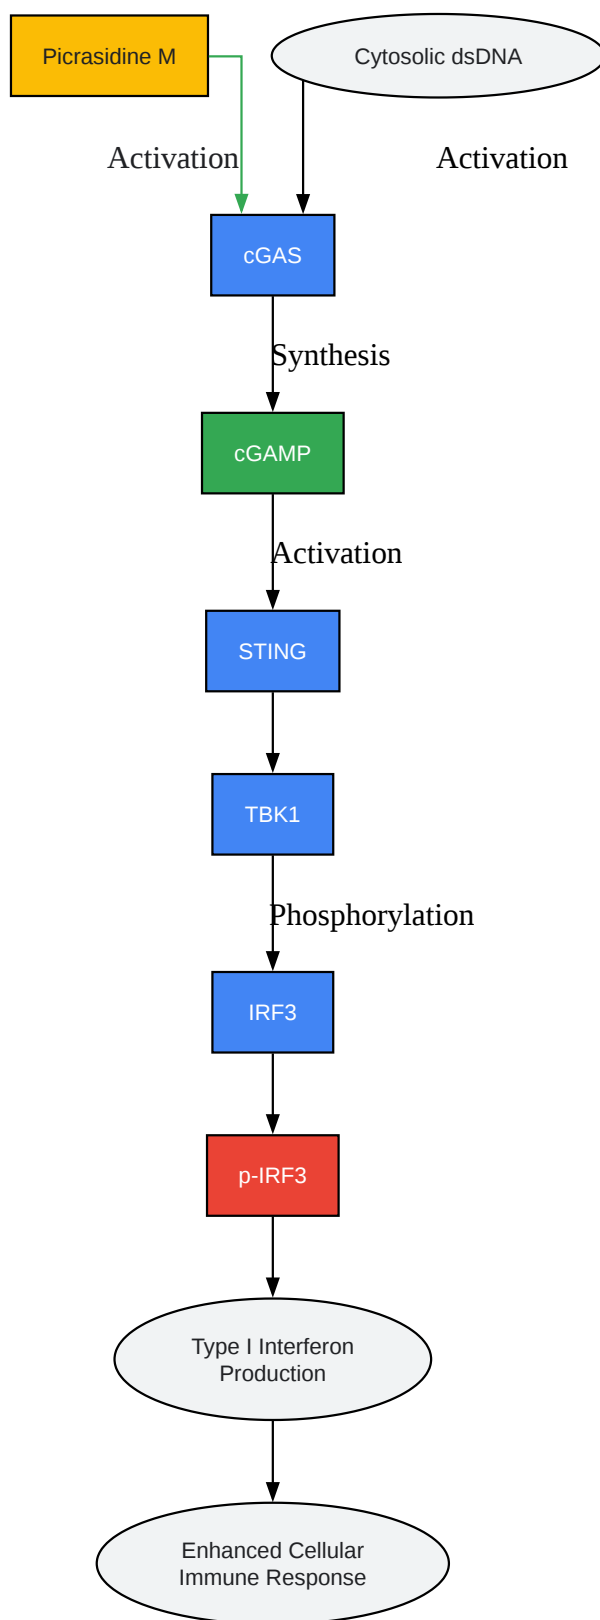 Picrasidine M
Cytosolic dsDNA
Activation
Activation
cGAS
Synthesis
cGAMP
Activation
STING
TBK1
Phosphorylation
IRF3
p-IRF3
Type I Interferon
Production
Enhanced Cellular
Immune Response